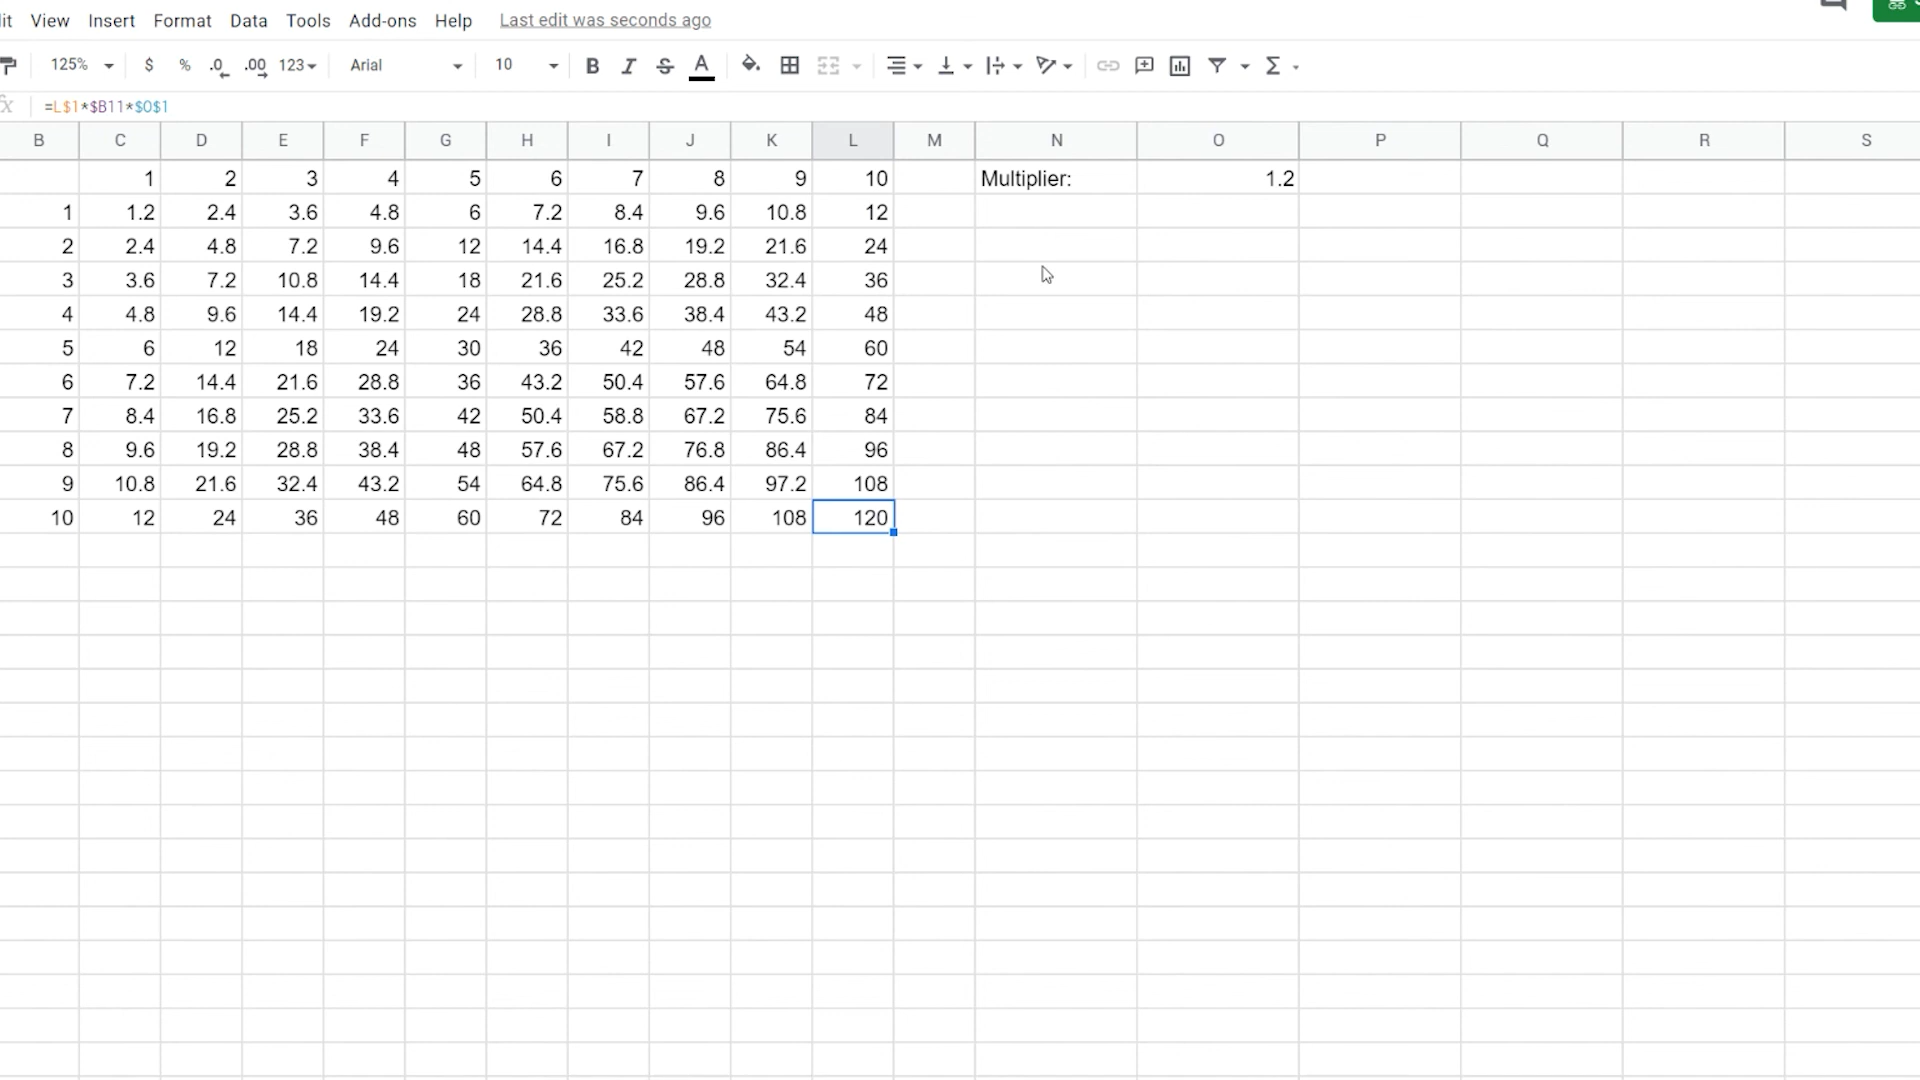 it View Insert Format Data Tools Add-ons Help Last edit was seconds ago
125% $ % .0 .00 123 Arial 10 B I S A Σ
fx =L$1*$B11*$O$1
B C D E F G H I J K L M N O P Q R S
1 2 3 4 5 6 7 8 9 10 Multiplier: 1.2
1 1.2 2.4 3.6 4.8 6 7.2 8.4 9.6 10.8 12
2 2.4 4.8 7.2 9.6 12 14.4 16.8 19.2 21.6 24
3 3.6 7.2 10.8 14.4 18 21.6 25.2 28.8 32.4 36
4 4.8 9.6 14.4 19.2 24 28.8 33.6 38.4 43.2 48
5 6 12 18 24 30 36 42 48 54 60
6 7.2 14.4 21.6 28.8 36 43.2 50.4 57.6 64.8 72
7 8.4 16.8 25.2 33.6 42 50.4 58.8 67.2 75.6 84
8 9.6 19.2 28.8 38.4 48 57.6 67.2 76.8 86.4 96
9 10.8 21.6 32.4 43.2 54 64.8 75.6 86.4 97.2 108
10 12 24 36 48 60 72 84 96 108 120